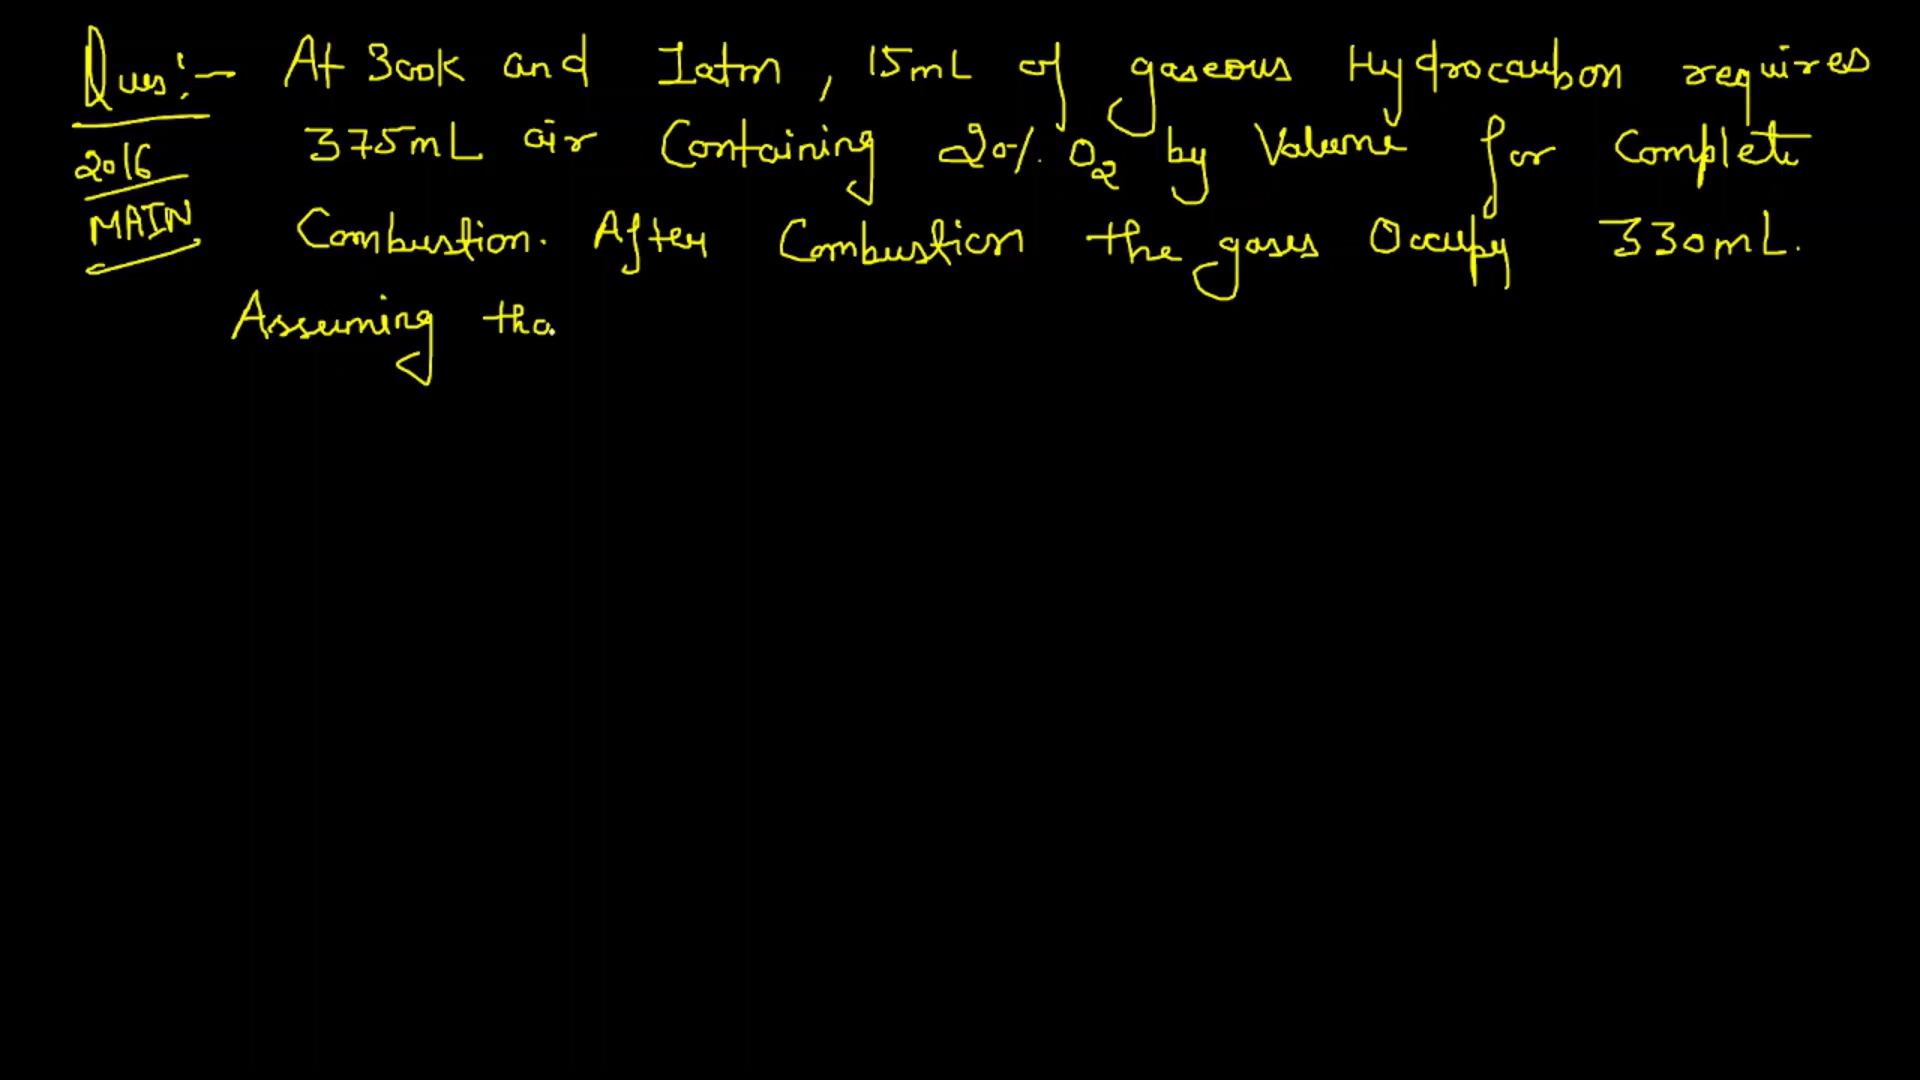 Ques:- At 300K and 1atm, 15mL of gaseous Hydrocarbon requires
2016 375mL air Containing 20% O2 by Volume for Complete
MAIN Combustion. After Combustion the gases Occupy 330mL.
Assuming tha